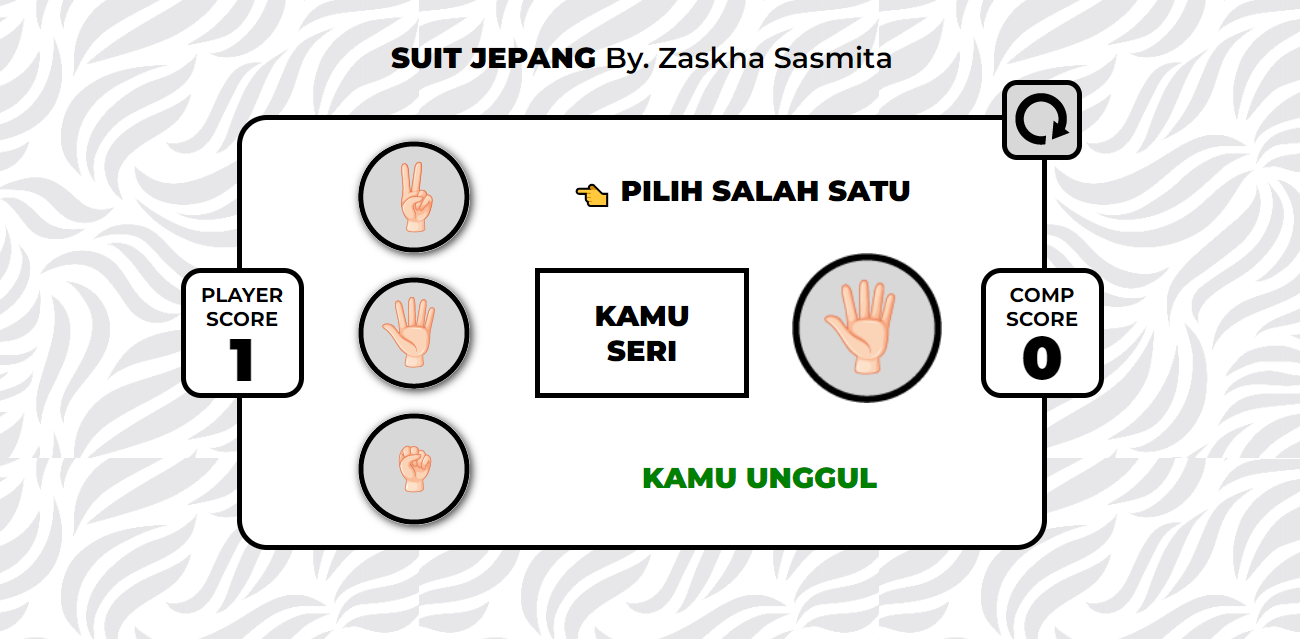 SUIT JEPANG By. Zaskha Sasmita
PILIH SALAH SATU
PLAYER
SCORE
1
KAMU
SERI
COMP
SCORE
0
KAMU UNGGUL